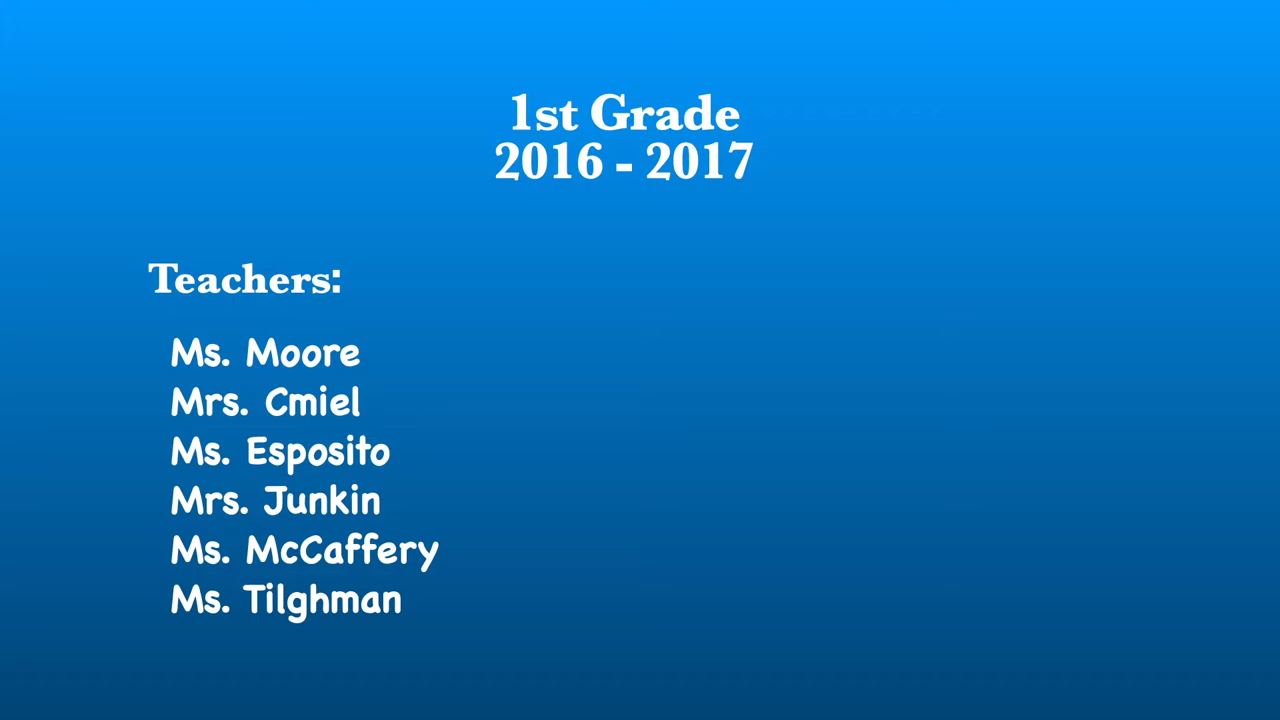 1st Grade
2016 - 2017
Teachers:
Ms. Moore
Mrs. Cmiel
Ms. Esposito
Mrs. Junkin
Ms. McCaffery
Ms. Tilghman